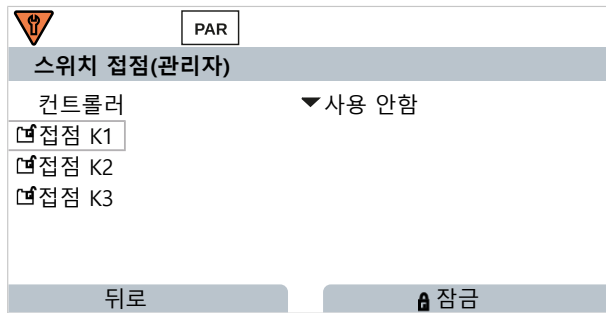 PAR
스위치 접점(관리자)
컨트롤러 사용 안함
접점 K1
접점 K2
접점 K3
뒤로 잠금